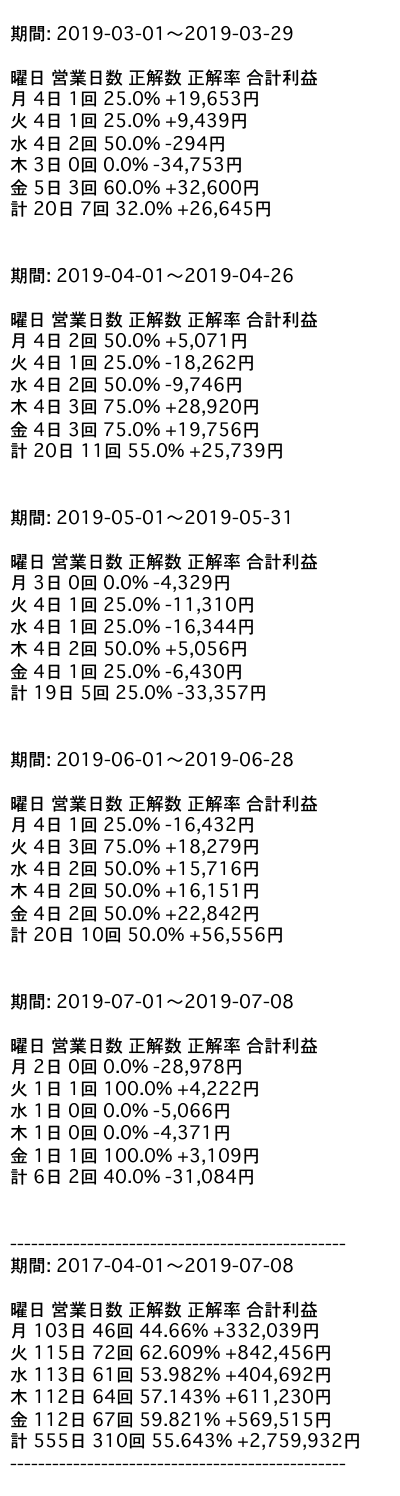 期間: 2019-03-01～2019-03-29
曜日 営業日数 正解数 正解率 合計利益
月 4日 1回 25.0% +19,653円
火 4日 1回 25.0% +9,439円
水 4日 2回 50.0% -294円
木 3日 0回 0.0% -34,753円
金 5日 3回 60.0% +32,600円
計 20日 7回 32.0% +26,645円
期間: 2019-04-01～2019-04-26
曜日 営業日数 正解数 正解率 合計利益
月 4日 2回 50.0% +5,071円
火 4日 1回 25.0% -18,262円
水 4日 2回 50.0% -9,746円
木 4日 3回 75.0% +28,920円
金 4日 3回 75.0% +19,756円
計 20日 11回 55.0% +25,739円
期間: 2019-05-01～2019-05-31
曜日 営業日数 正解数 正解率 合計利益
月 3日 0回 0.0% -4,329円
火 4日 1回 25.0% -11,310円
水 4日 1回 25.0% -16,344円
木 4日 2回 50.0% +5,056円
金 4日 1回 25.0% -6,430円
計 19日 5回 25.0% -33,357円
期間: 2019-06-01～2019-06-28
曜日 営業日数 正解数 正解率 合計利益
月 4日 1回 25.0% -16,432円
火 4日 3回 75.0% +18,279円
水 4日 2回 50.0% +15,716円
木 4日 2回 50.0% +16,151円
金 4日 2回 50.0% +22,842円
計 20日 10回 50.0% +56,556円
期間: 2019-07-01～2019-07-08
曜日 営業日数 正解数 正解率 合計利益
月 2日 0回 0.0% -28,978円
火 1日 1回 100.0% +4,222円
水 1日 0回 0.0% -5,066円
木 1日 0回 0.0% -4,371円
金 1日 1回 100.0% +3,109円
計 6日 2回 40.0% -31,084円
------------------------------------------------
期間: 2017-04-01～2019-07-08
曜日 営業日数 正解数 正解率 合計利益
月 103日 46回 44.66% +332,039円
火 115日 72回 62.609% +842,456円
水 113日 61回 53.982% +404,692円
木 112日 64回 57.143% +611,230円
金 112日 67回 59.821% +569,515円
計 555日 310回 55.643% +2,759,932円
------------------------------------------------